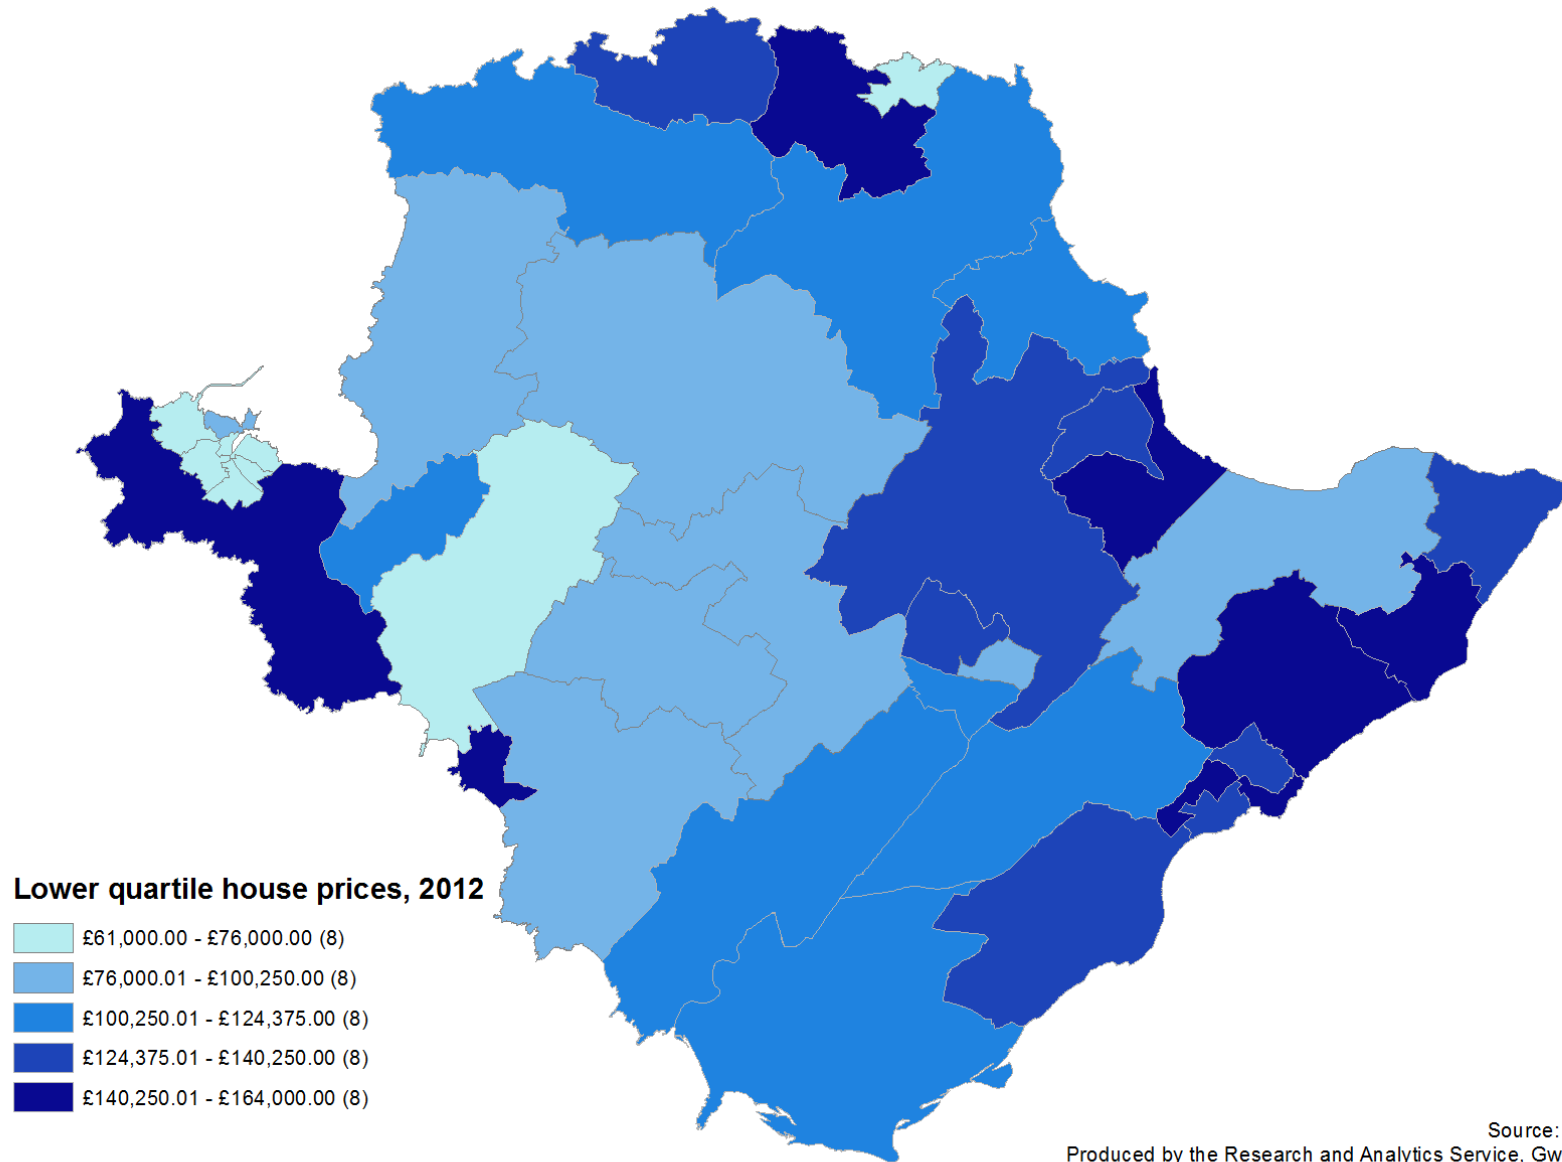 Lower quartile house prices, 2012
£61,000.00 - £76,000.00 (8)
£76,000.01 - £100,250.00 (8)
£100,250.01 - £124,375.00 (8)
£124,375.01 - £140,250.00 (8)
£140,250.01 - £164,000.00 (8)
Source:
Produced by the Research and Analytics Service, Gw